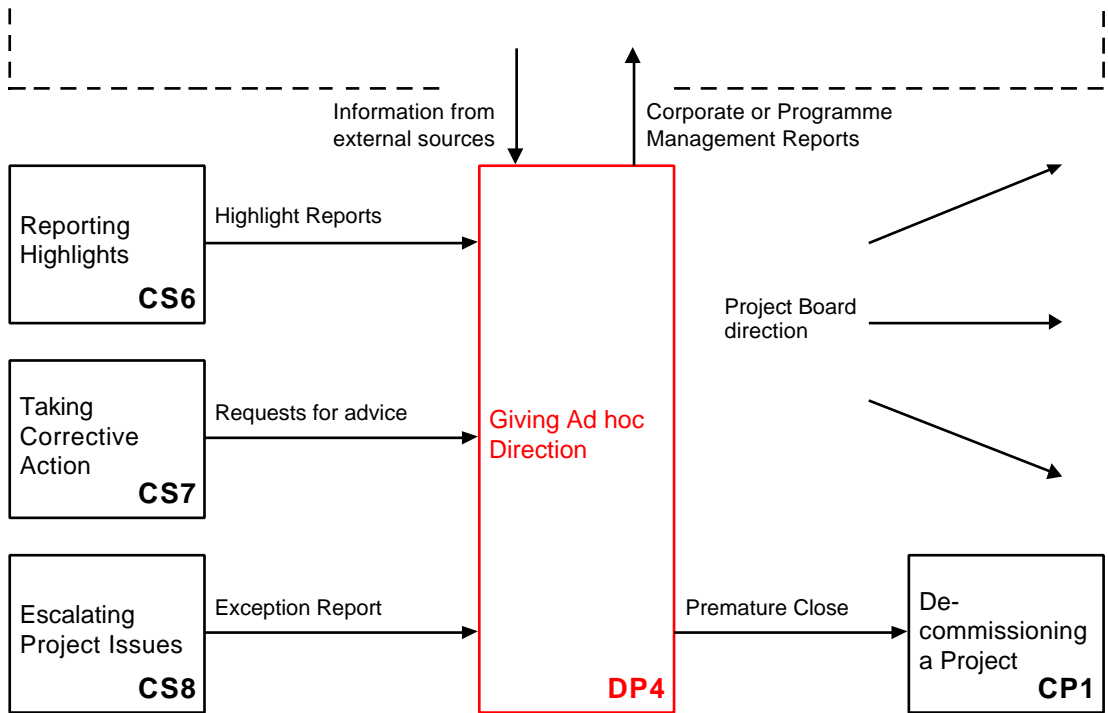 Information from
external sources
Corporate or Programme
Management Reports
Reporting
Highlights
CS6
Highlight Reports
Project Board
direction
Taking
Corrective
Action
CS7
Requests for advice
Giving Ad hoc
Direction
DP4
Escalating
Project Issues
CS8
Exception Report
Premature Close
De-
commissioning
a Project
CP1